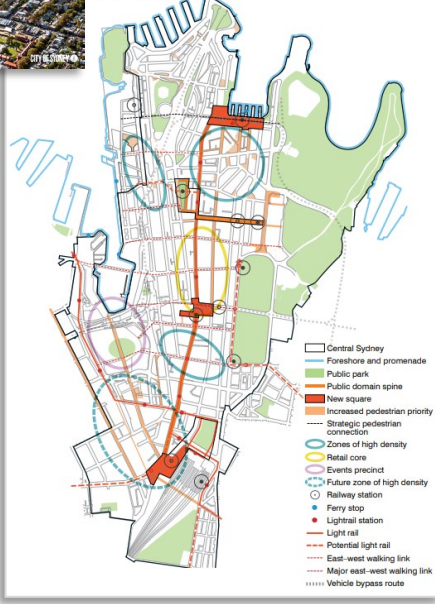 CITY OF SYDNEY
Central Sydney
Foreshore and promenade
Public park
Public domain spine
New square
Increased pedestrian priority
Strategic pedestrian
connection
Zones of high density
Retail core
Events precinct
Future zone of high density
Railway station
Ferry stop
Lightrail station
Light rail
Potential light rail
East–west walking link
Major east–west walking link
Vehicle bypass route